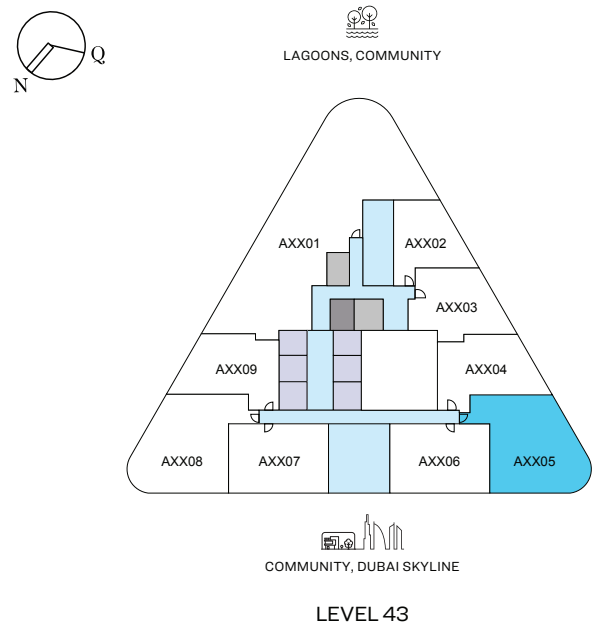 Q
N
LAGOONS, COMMUNITY
AXX01
AXX02
AXX03
AXX09
AXX04
AXX08
AXX07
AXX06
AXX05
COMMUNITY, DUBAI SKYLINE
LEVEL 43